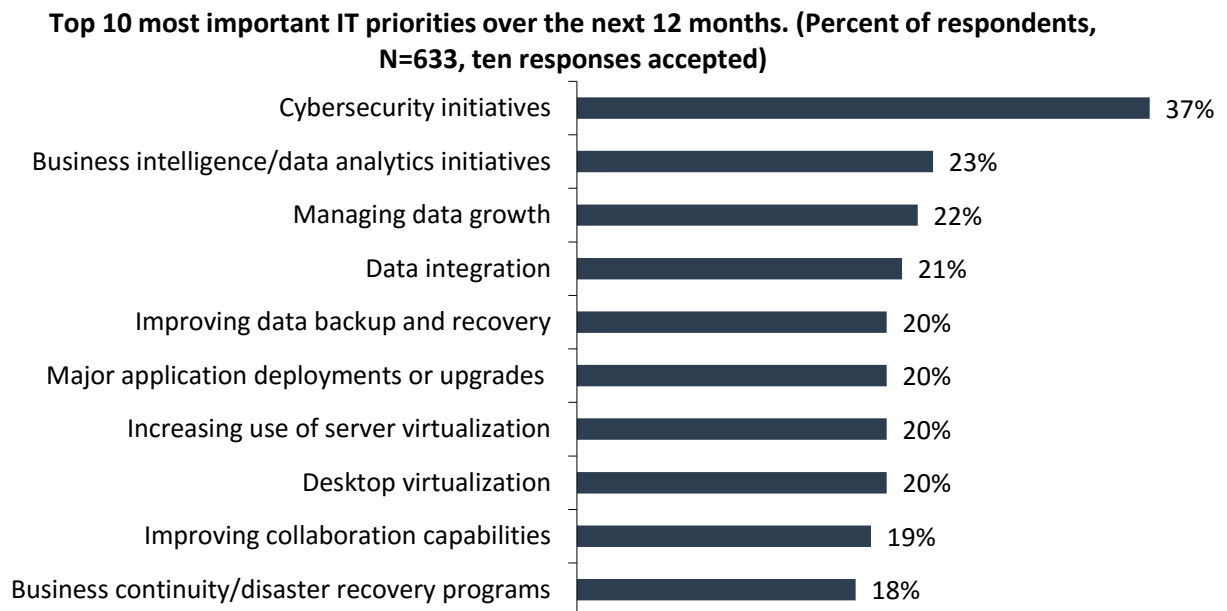 Top 10 most important IT priorities over the next 12 months. (Percent of respondents,
N=633, ten responses accepted)
Cybersecurity initiatives 37%
Business intelligence/data analytics initiatives 23%
Managing data growth 22%
Data integration 21%
Improving data backup and recovery 20%
Major application deployments or upgrades 20%
Increasing use of server virtualization 20%
Desktop virtualization 20%
Improving collaboration capabilities 19%
Business continuity/disaster recovery programs 18%